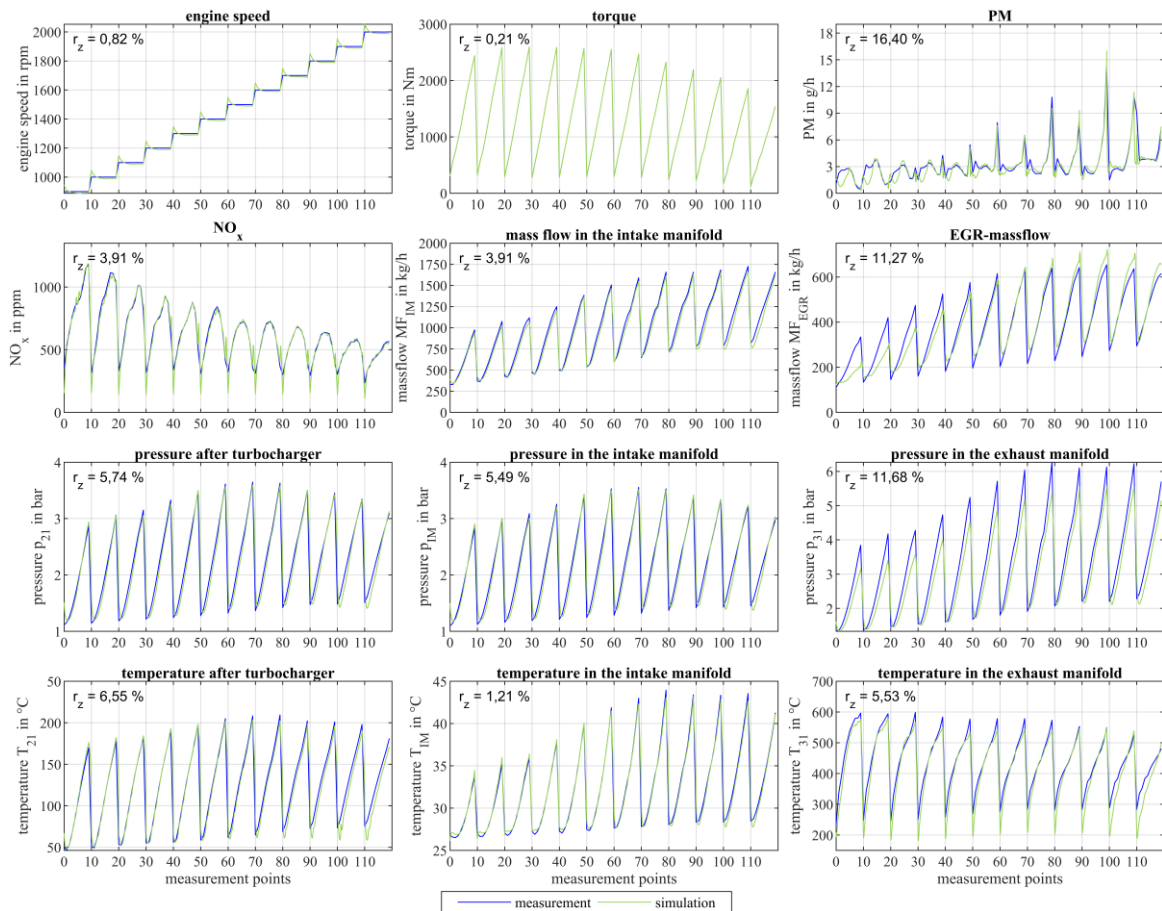 engine speed
r_z = 0,82 %
engine speed in rpm
2000
1800
1600
1400
1200
1000
0 10 20 30 40 50 60 70 80 90 100 110
torque
r_z = 0,21 %
torque in Nm
3000
2000
1000
0
0 10 20 30 40 50 60 70 80 90 100 110
PM
r_z = 16,40 %
PM in g/h
18
15
12
9
6
3
0
0 10 20 30 40 50 60 70 80 90 100 110
NO_x
r_z = 3,91 %
NO_x in ppm
1000
500
0
0 10 20 30 40 50 60 70 80 90 100 110
mass flow in the intake manifold
r_z = 3,91 %
massflow MF_IM in kg/h
2000
1750
1500
1250
1000
750
500
250
0
0 10 20 30 40 50 60 70 80 90 100 110
EGR-massflow
r_z = 11,27 %
massflow MF_EGR in kg/h
600
400
200
0
0 10 20 30 40 50 60 70 80 90 100 110
pressure after turbocharger
r_z = 5,74 %
pressure p_21 in bar
4
3
2
1
0 10 20 30 40 50 60 70 80 90 100 110
pressure in the intake manifold
r_z = 5,49 %
pressure p_IM in bar
4
3
2
1
0 10 20 30 40 50 60 70 80 90 100 110
pressure in the exhaust manifold
r_z = 11,68 %
pressure p_31 in bar
6
5
4
3
2
0 10 20 30 40 50 60 70 80 90 100 110
temperature after turbocharger
r_z = 6,55 %
temperature T_21 in °C
50
200
150
100
50
0 10 20 30 40 50 60 70 80 90 100 110
measurement points
temperature in the intake manifold
r_z = 1,21 %
temperature T_IM in °C
45
40
35
30
25
0 10 20 30 40 50 60 70 80 90 100 110
measurement points
temperature in the exhaust manifold
r_z = 5,53 %
temperature T_31 in °C
700
600
500
400
300
200
0 10 20 30 40 50 60 70 80 90 100 110
measurement points
measurement simulation